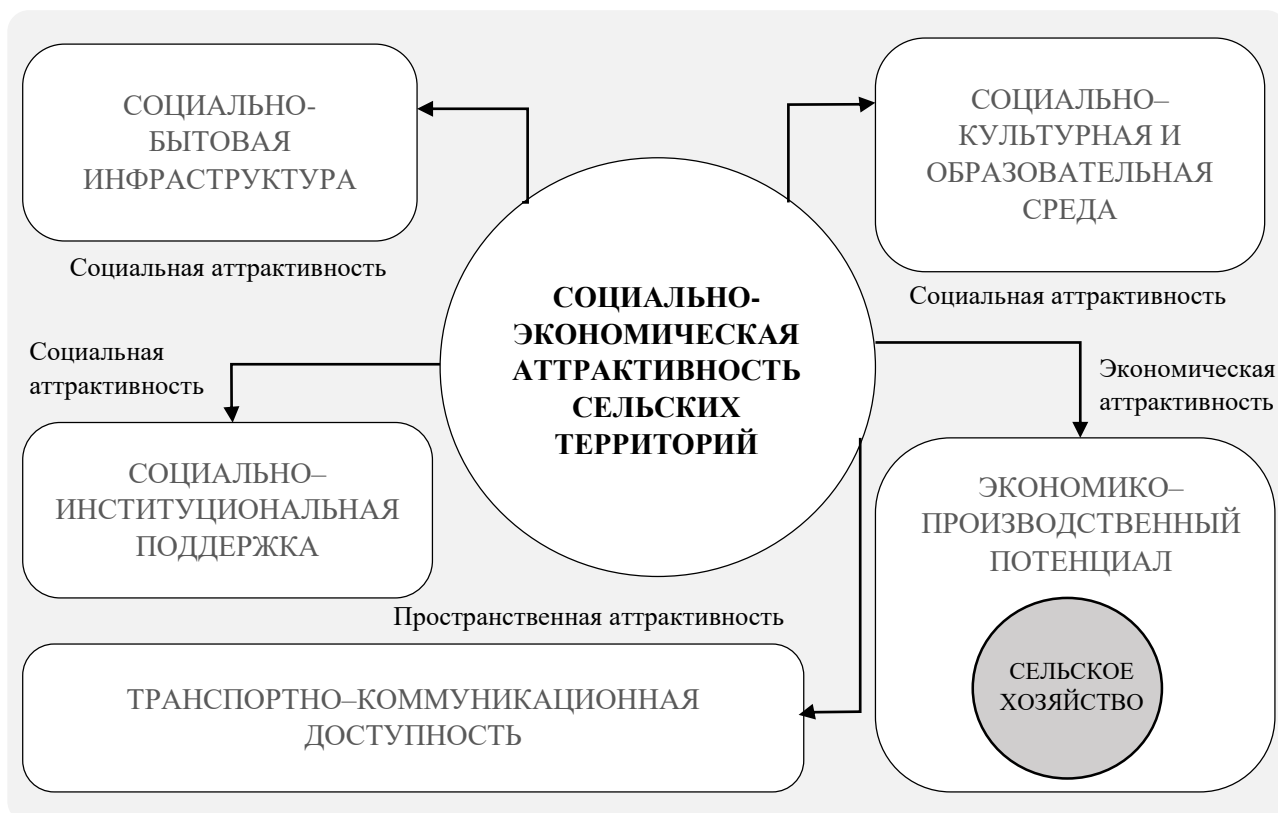 СОЦИАЛЬНО-
БЫТОВАЯ
ИНФРАСТРУКТУРА
Социальная аттрактивность
СОЦИАЛЬНО–
КУЛЬТУРНАЯ И
ОБРАЗОВАТЕЛЬНАЯ
СРЕДА
Социальная аттрактивность
СОЦИАЛЬНО-
ЭКОНОМИЧЕСКАЯ
АТТРАКТИВНОСТЬ
СЕЛЬСКИХ
ТЕРРИТОРИЙ
Социальная
аттрактивность
СОЦИАЛЬНО–
ИНСТИТУЦИОНАЛЬНАЯ
ПОДДЕРЖКА
Экономическая
аттрактивность
ЭКОНОМИКО–
ПРОИЗВОДСТВЕННЫЙ
ПОТЕНЦИАЛ
СЕЛЬСКОЕ
ХОЗЯЙСТВО
Пространственная аттрактивность
ТРАНСПОРТНО–КОММУНИКАЦИОННАЯ
ДОСТУПНОСТЬ